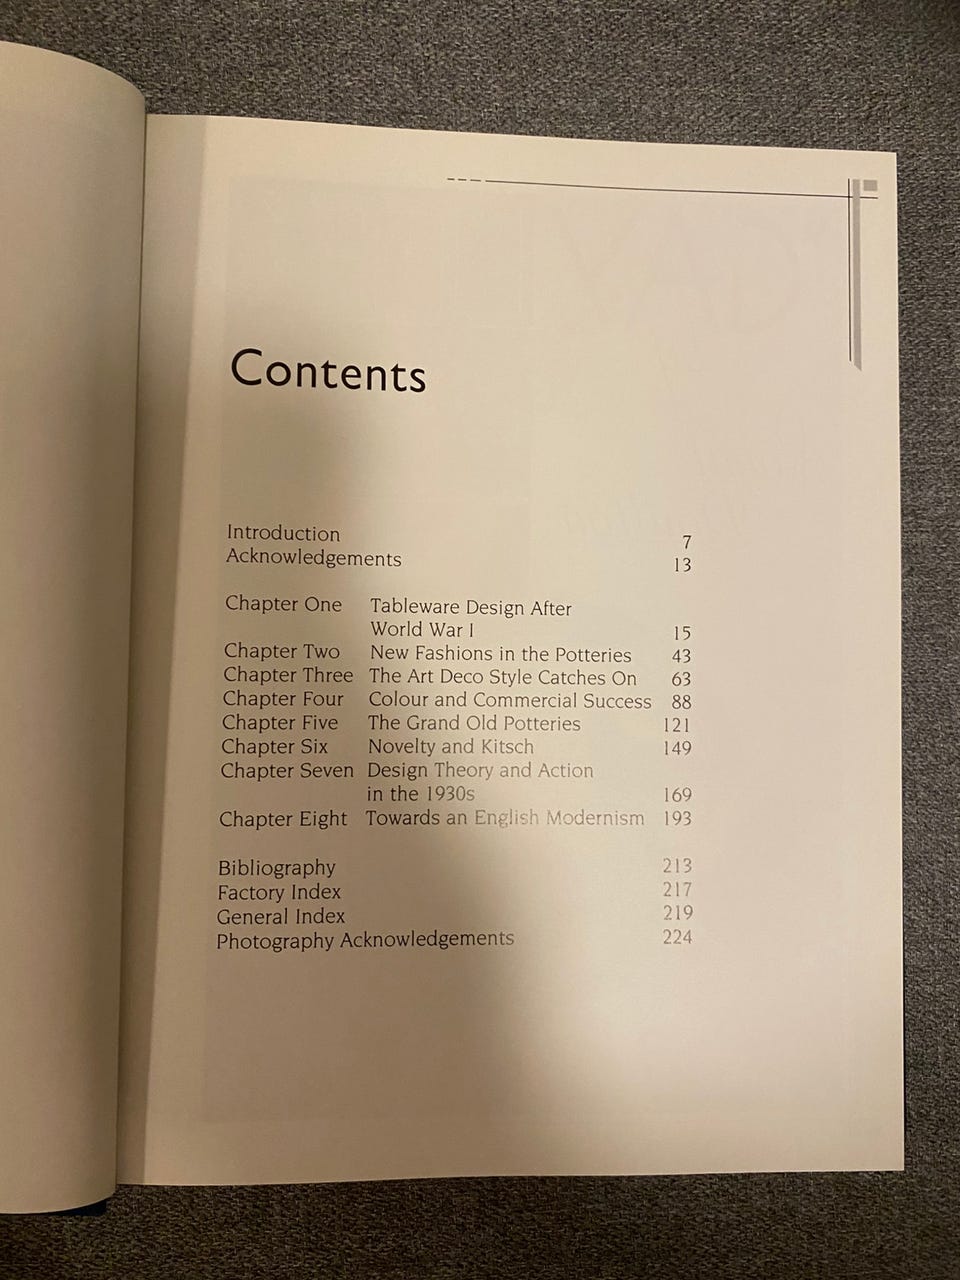 Contents
Introduction 7
Acknowledgements 13
Chapter One Tableware Design After
World War I 15
Chapter Two New Fashions in the Potteries 43
Chapter Three The Art Deco Style Catches On 63
Chapter Four Colour and Commercial Success 88
Chapter Five The Grand Old Potteries 121
Chapter Six Novelty and Kitsch 149
Chapter Seven Design Theory and Action
in the 1930s 169
Chapter Eight Towards an English Modernism 193
Bibliography 213
Factory Index 217
General Index 219
Photography Acknowledgements 224